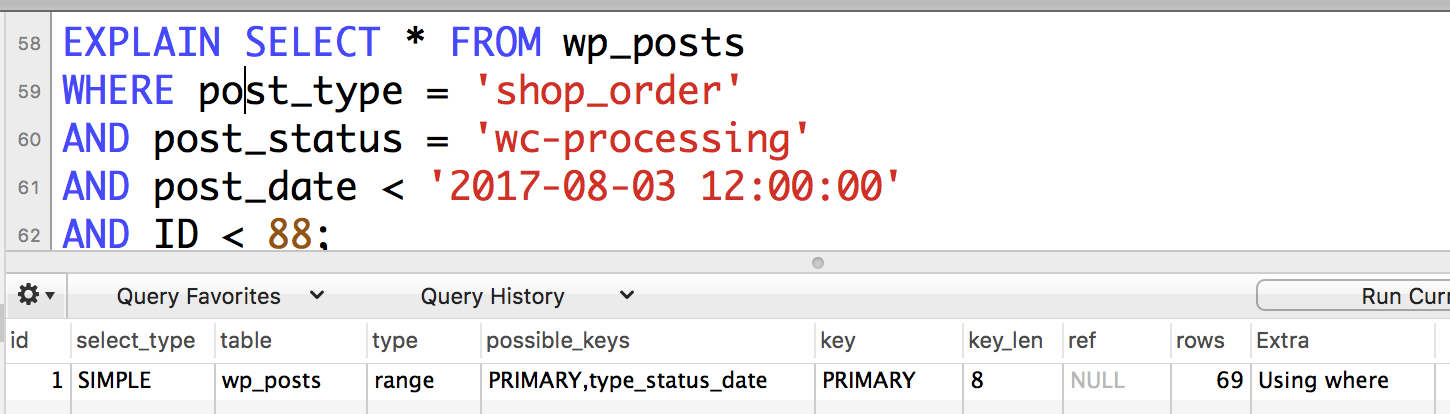 58 EXPLAIN SELECT * FROM wp_posts
59 WHERE post_type = 'shop_order'
60 AND post_status = 'wc-processing'
61 AND post_date < '2017-08-03 12:00:00'
62 AND ID < 88;
Query Favorites Query History Run Curr
id select_type table type possible_keys key key_len ref rows Extra
1 SIMPLE wp_posts range PRIMARY,type_status_date PRIMARY 8 NULL 69 Using where